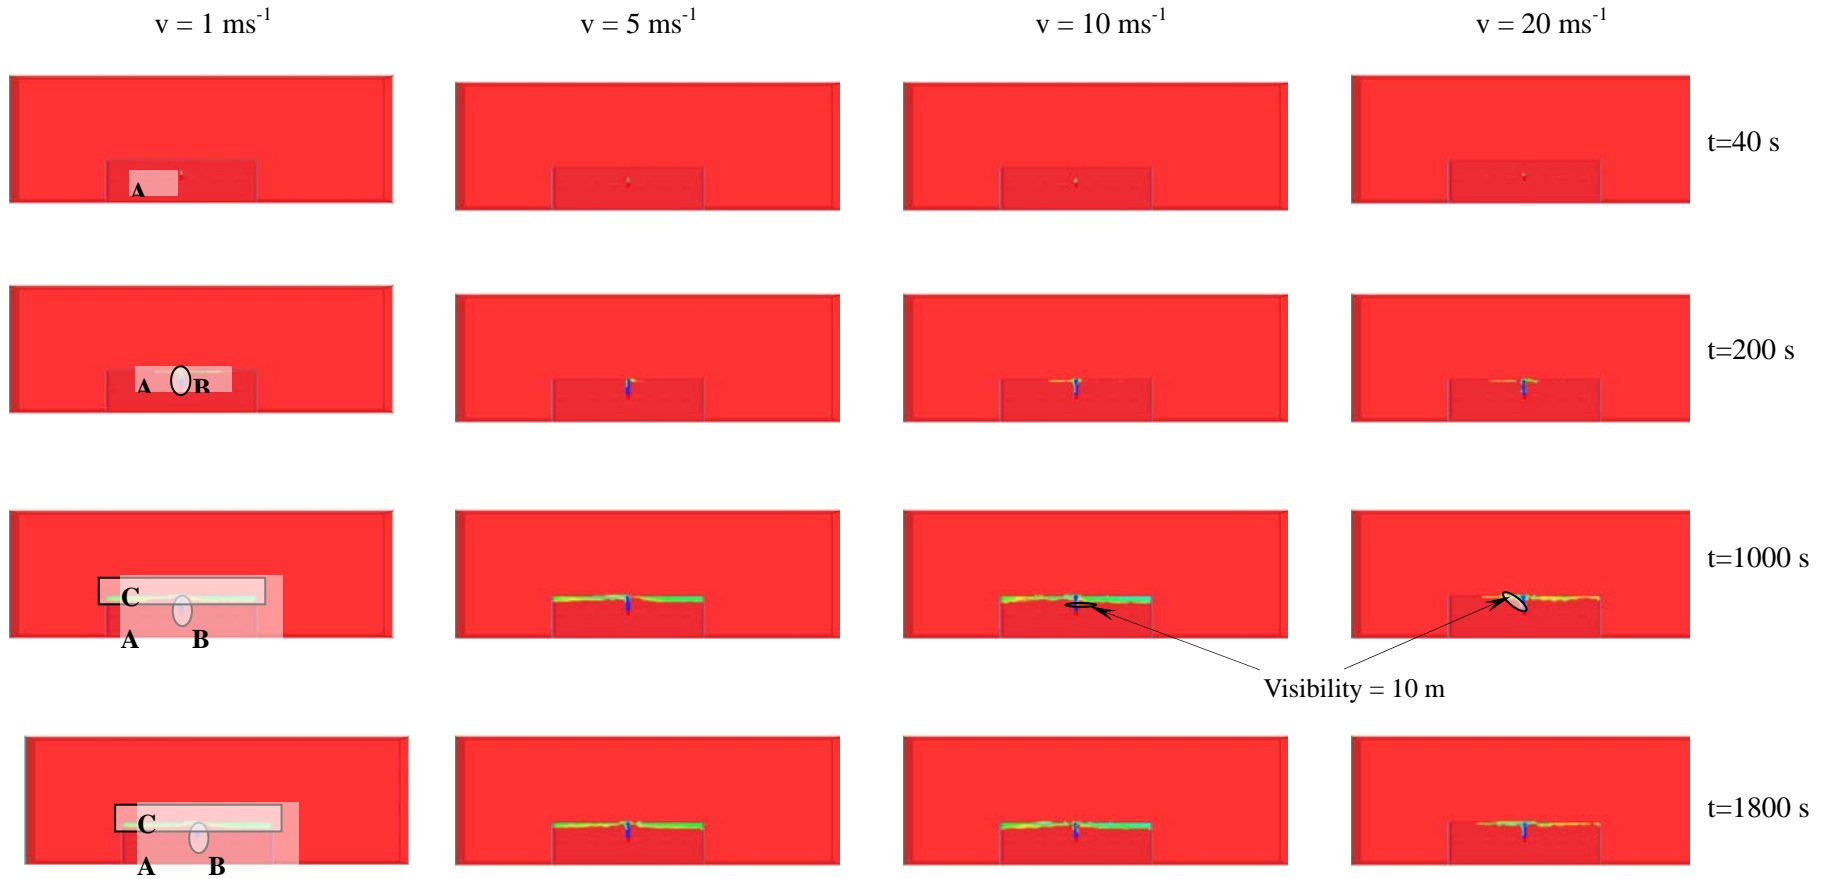 v = 1 ms-1 v = 5 ms-1 v = 10 ms-1 v = 20 ms-1
t=40 s
A
t=200 s
A B
t=1000 s
C
A B
Visibility = 10 m
t=1800 s
C
A B